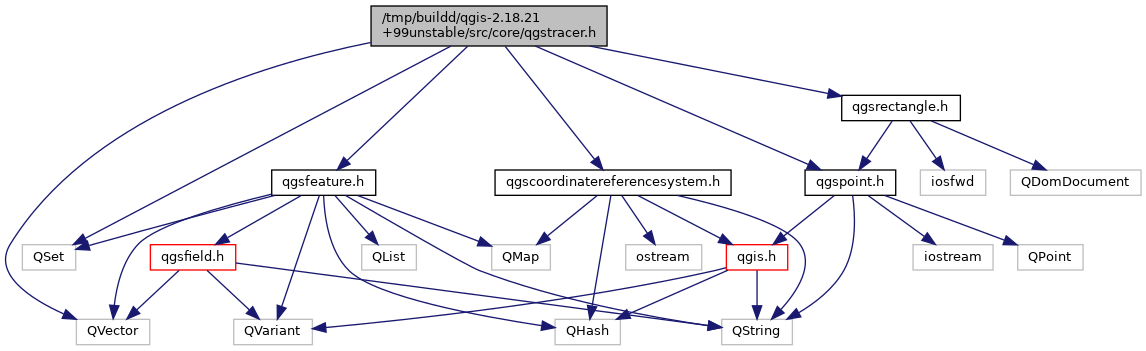 /tmp/buildd/qgis-2.18.21
+99unstable/src/core/qgstracer.h
qgsrectangle.h
qgsfeature.h
qgscoordinatereferencesystem.h
qgspoint.h
iosfwd
QDomDocument
QSet
qgsfield.h
QList
QMap
ostream
qgis.h
iostream
QPoint
QVector
QVariant
QHash
QString